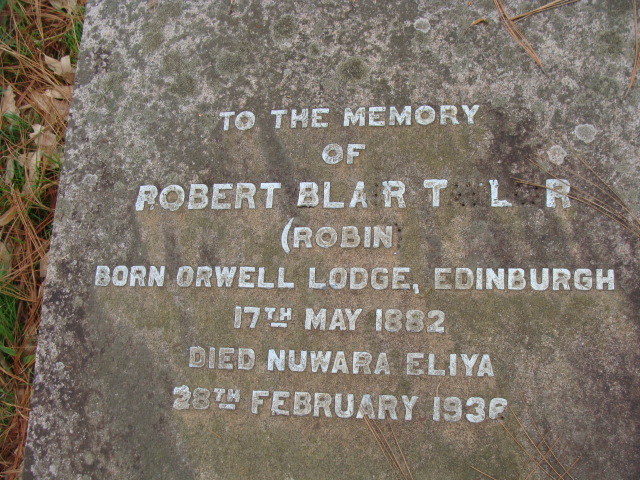 TO THE MEMORY
OF
ROBERT BLAIR
(ROBIN
BORN ORWELL LODGE, EDINBURGH
17TH MAY 1882
DIED NUWARA ELIYA
28TH FEBRUARY 1936